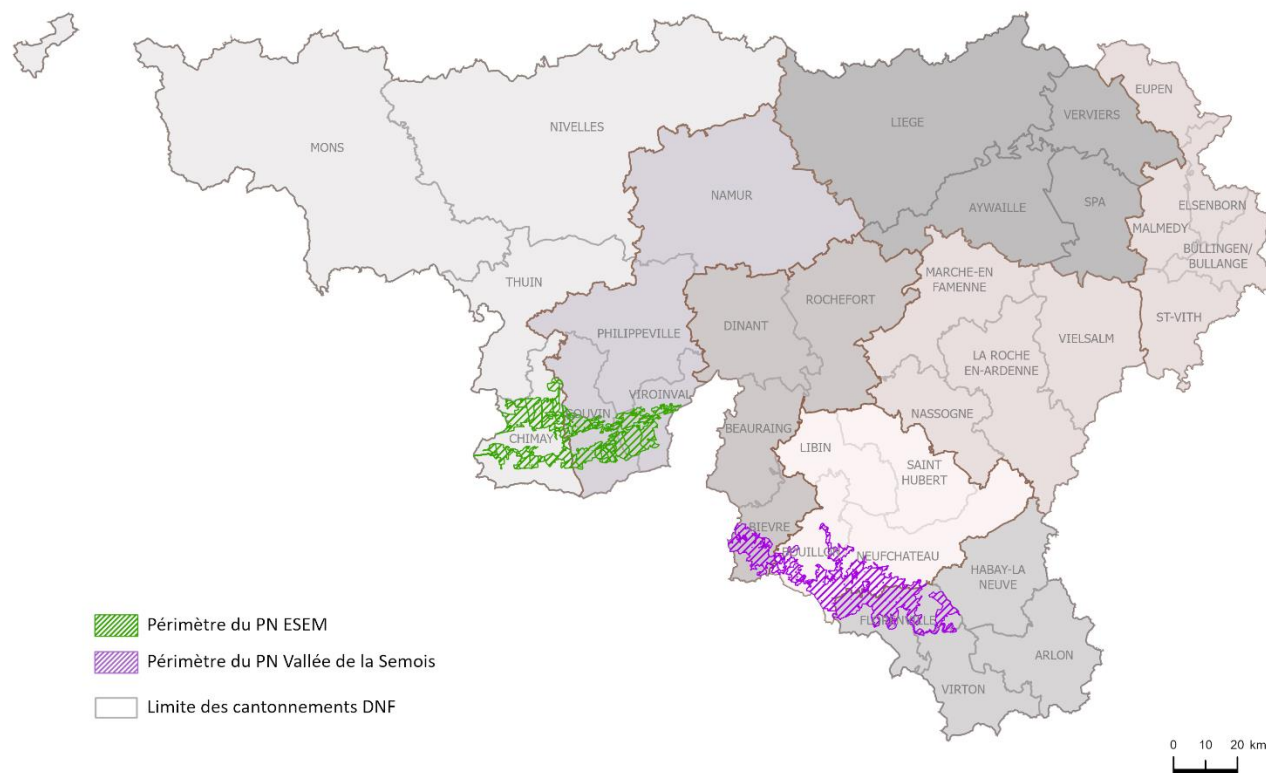 EUPEN
LIEGE
VERVIERS
NIVELLES
MONS
NAMUR
AYWAILLE
SPA
ELSENBORN
MALMEDY
BULLINGEN/
BULLANGE
MARCHE-EN
FAMENNE
THUIN
ROCHEFORT
ST-VITH
DINANT
PHILIPPEVILLE
VIELSALM
LA ROCHE
EN-ARDENNE
VIROINVAL
COUVIN
NASSOGNE
BEAURAING
CHIMAY
LIBIN
SAINT
HUBERT
BIEVRE
BOUILLON
NEUFCHATEAU
HABAY-LA
NEUVE
FLORENVILLE
ARLON
VIRTON
Périmètre du PN ESEM
Périmètre du PN Vallée de la Semois
Limite des cantonnements DNF
0 10 20 km